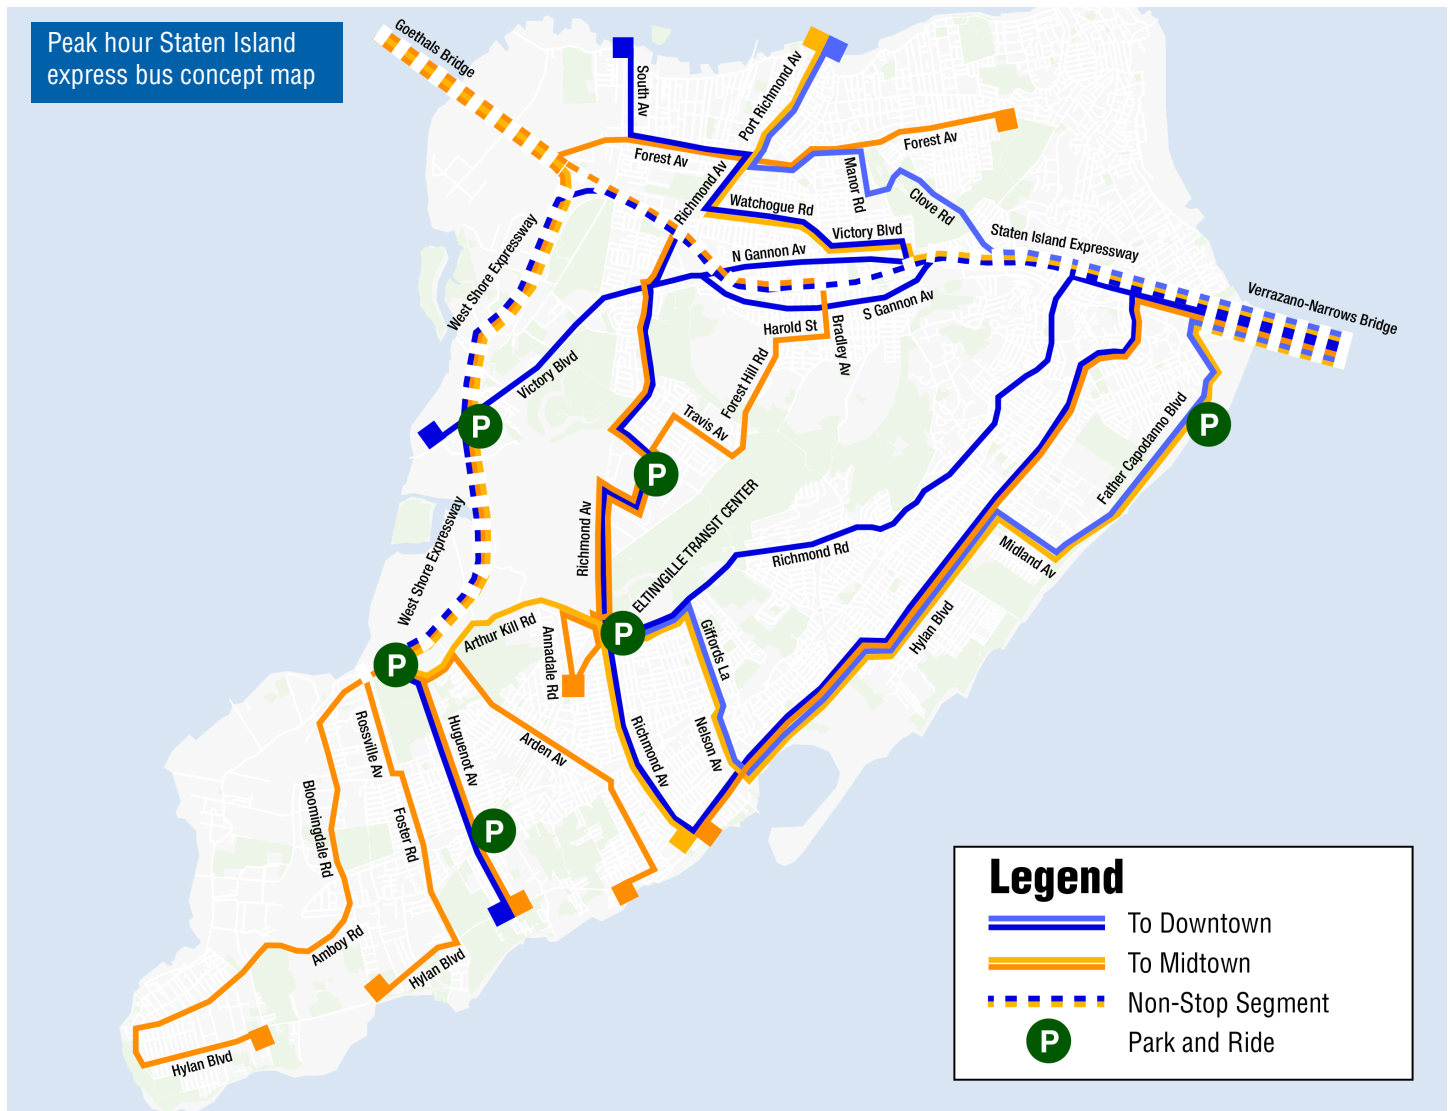 Peak hour Staten Island
express bus concept map
Goethals Bridge
South Av
Port Richmond Av
Forest Av
Forest Av
Richmond Av
Manor Rd
Clove Rd
Watchogue Rd
Victory Blvd
N Gannon Av
Staten Island Expressway
Verrazano-Narrows Bridge
West Shore Expressway
S Gannon Av
Harold St
Bradley Av
Victory Blvd
Forest Hill Rd
Travis Av
Father Capodanno Blvd
P
P
P
West Shore Expressway
Richmond Av
ELTINVGILLE TRANSIT CENTER
Richmond Rd
Midland Av
Arthur Kill Rd
Annadale Rd
P
Giffords La
Hylan Blvd
P
Rossville Av
Huguenot Av
Arden Av
Richmond Av
Nelson Av
Bloomingdale Rd
Foster Rd
P
Amboy Rd
Hylan Blvd
Hylan Blvd
Legend
To Downtown
To Midtown
Non-Stop Segment
P Park and Ride